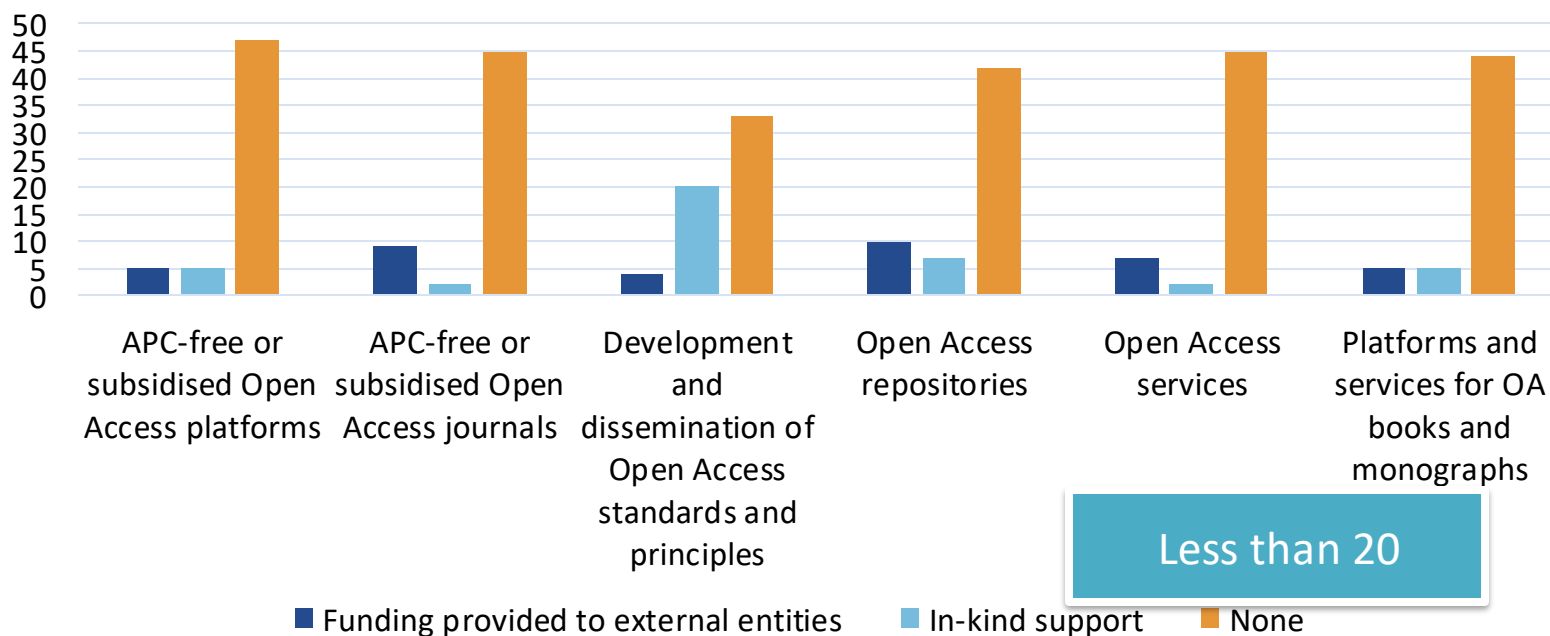 50
45
40
35
30
25
20
15
10
5
0
APC-free or
subsidised Open
Access platforms
APC-free or
subsidised Open
Access journals
Development
and
dissemination of
Open Access
standards and
principles
Open Access
repositories
Open Access
services
Platforms and
services for OA
books and
monographs
Less than 20
Funding provided to external entities
In-kind support
None